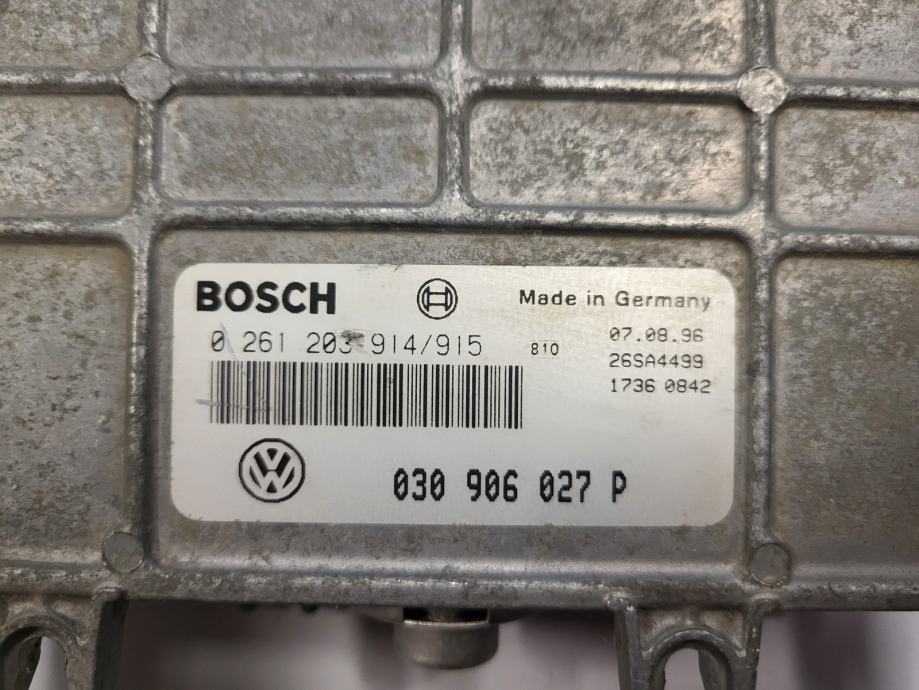 BOSCH
Made in Germany
0 261 203 914/915
810
07.08.96
26SA4499
1736 0842
VW
030 906 027 P